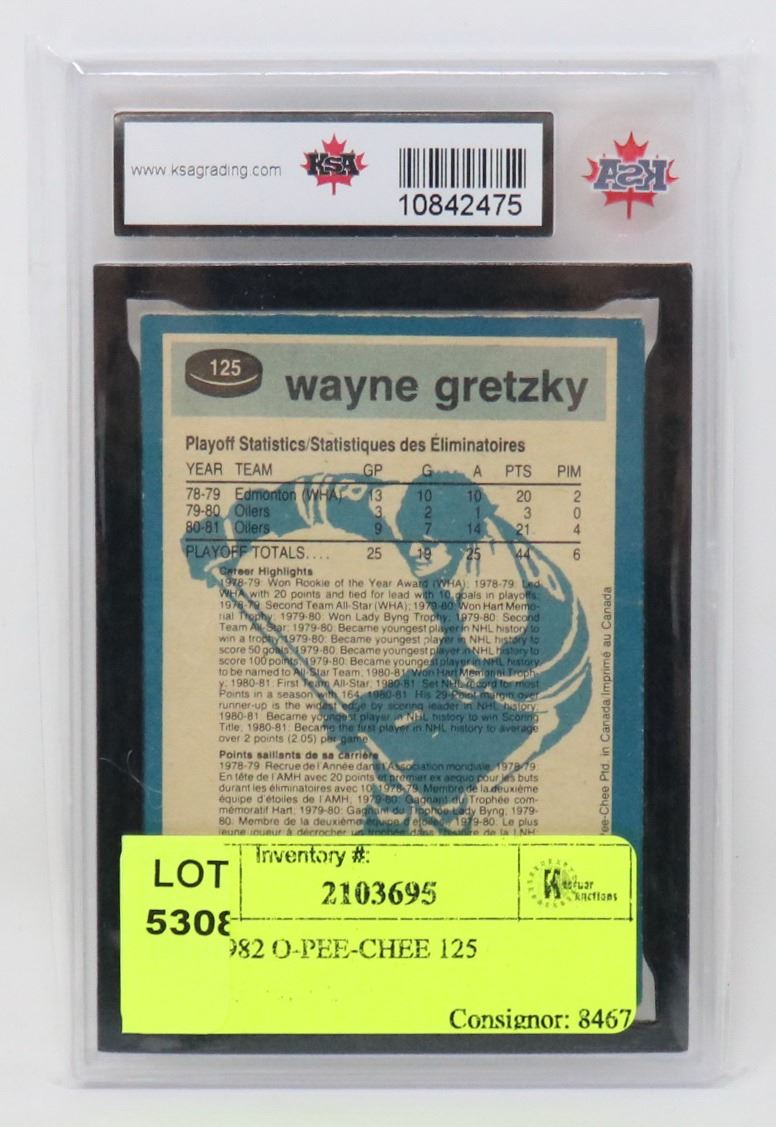 www.ksagrading.com
KSA
10842475
KSA
125
wayne gretzky
Playoff Statistics/Statistiques des Éliminatoires
YEAR TEAM GP G A PTS PIM
78-79 Edmonton (WHA) 13 10 10 20 2
79-80 Oilers 3 2 1 3 0
80-81 Oilers 9 7 14 21 4
PLAYOFF TOTALS.... 25 19 25 44 6
Career Highlights
1978-79: Won Rookie of the Year Award (WHA); 1978-79: Led
WHA with 20 points and tied for lead with 10 goals in playoffs;
1978-79: Second Team All-Star (WHA); 1979-80: Won Hart Memo-
rial Trophy; 1979-80: Won Lady Byng Trophy; 1979-80: Second
Team All-Star; 1979-80: Became youngest player in NHL history to
win a trophy; 1979-80: Became youngest player in NHL history to
score 50 goals; 1979-80: Became youngest player in NHL history to
score 100 points; 1979-80: Became youngest player in NHL history
to be named to All-Star Team; 1980-81: Won Hart Memorial Troph-
y; 1980-81: First Team All-Star; 1980-81: Set NHL record for most
Points in a season with 164; 1980-81: His 29-Point margin over
runner-up is the widest edge by scoring leader in NHL history;
1980-81: Became youngest player in NHL history to win Scoring
Title; 1980-81: Became the first player in NHL history to average
over 2 points (2.05) per game.
Points saillants de sa carrière
1978-79: Recrue de l'Année dans l'Association mondiale; 1978-79:
En tête de l'AMH avec 20 points et premier ex aequo pour les buts
durant les éliminatoires avec 10; 1978-79: Membre de la deuxième
équipe d'étoiles de l'AMH; 1979-80: Gagnant du Trophée com-
mémoratif Hart; 1979-80: Gagnant du Trophée Lady Byng; 1979-
80: Membre de la deuxième équipe d'étoiles; 1979-80: Le plus
jeune joueur à décrocher un trophée dans l'histoire de la LNH;
ee-Chee Ptd. in Canada/Imprimé au Canada
LOT
5308
Inventory #:
2103695
Auctions
982 O-PEE-CHEE 125
Consignor: 8467